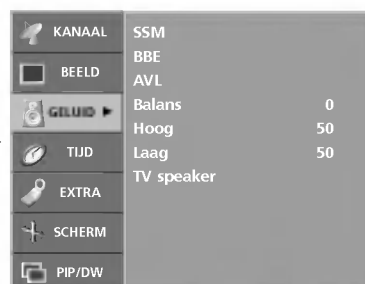 KANAAL
BEELD
GELUID
TIJD
EXTRA
SCHERM
PIP/DW
SSM
BBE
AVL
Balans 0
Hoog 50
Laag 50
TV speaker